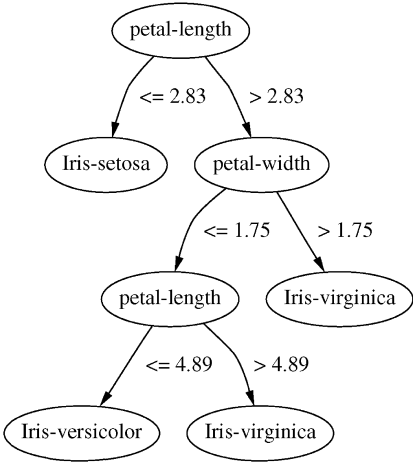 petal-length
<= 2.83
> 2.83
Iris-setosa
petal-width
<= 1.75
> 1.75
petal-length
Iris-virginica
<= 4.89
> 4.89
Iris-versicolor
Iris-virginica